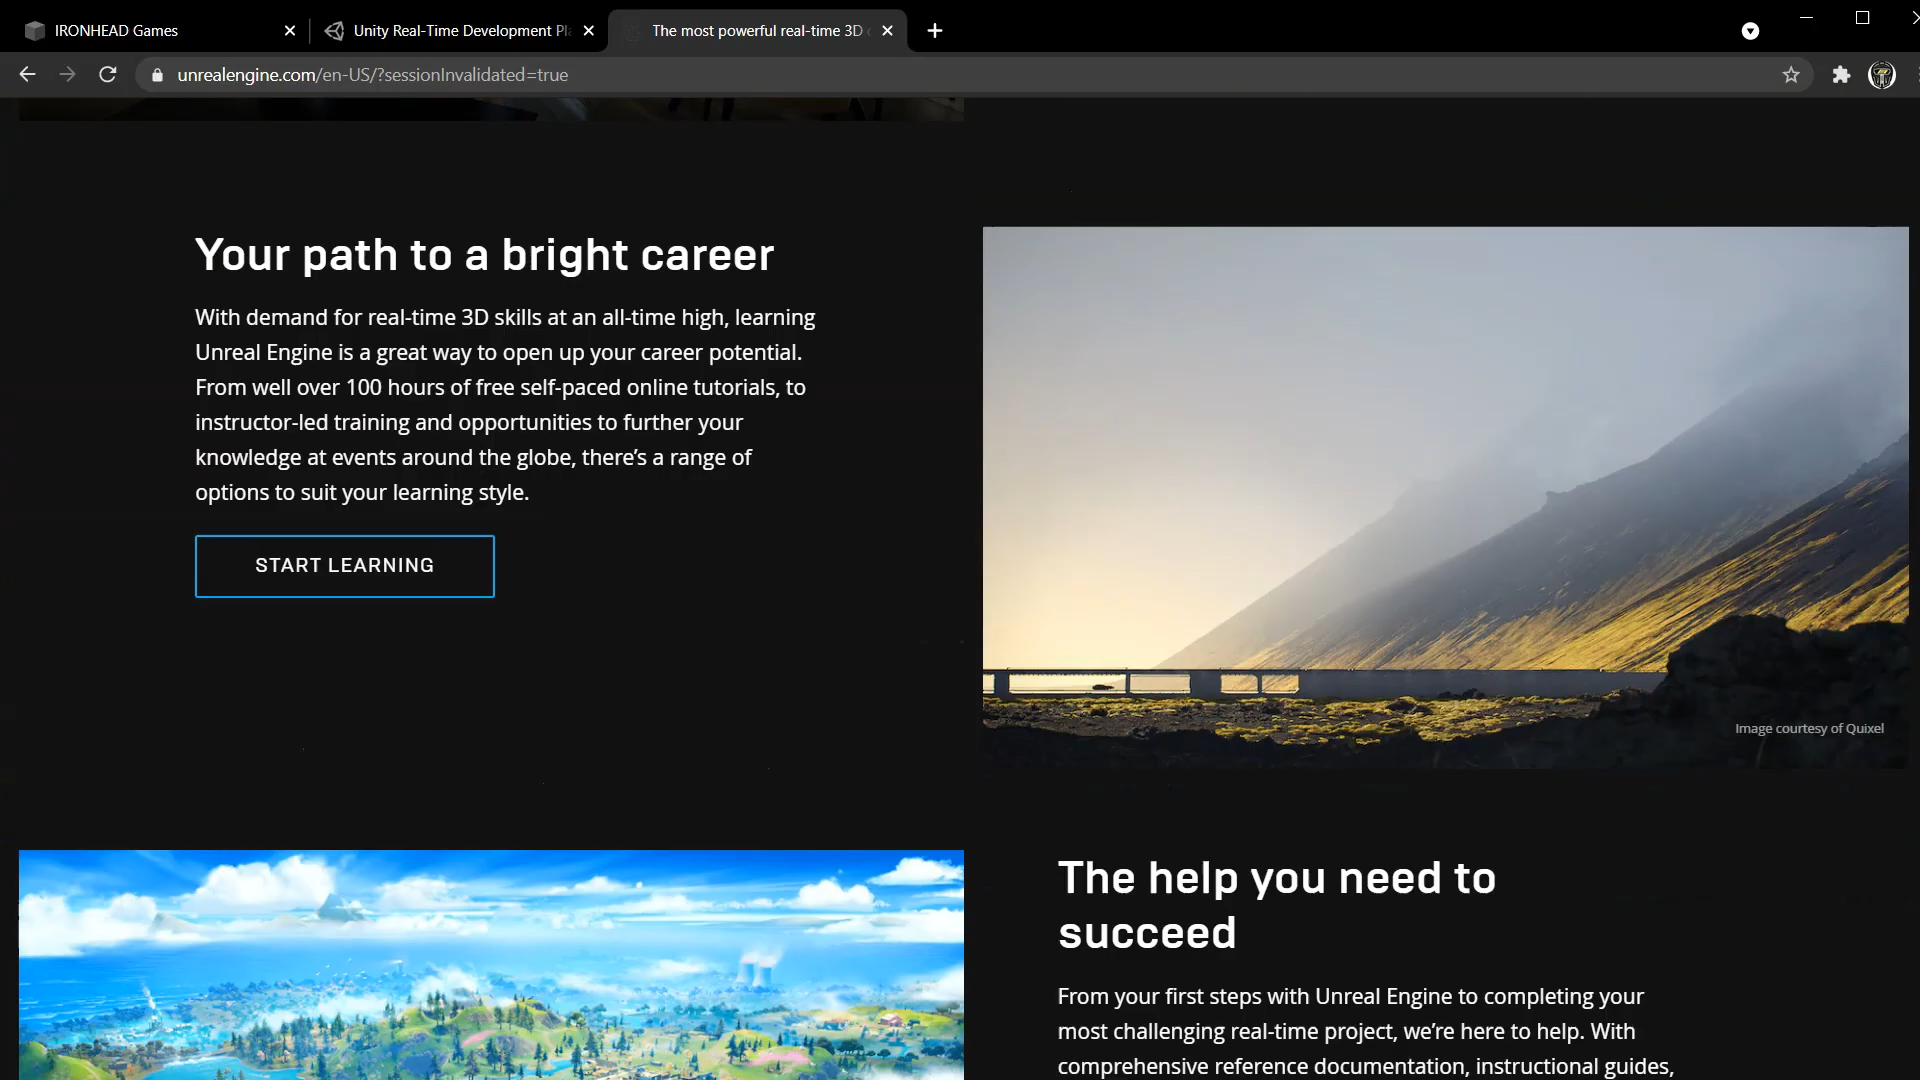 IRONHEAD Games
Unity Real-Time Development Pl
The most powerful real-time 3D
unrealengine.com/en-US/?sessionInvalidated=true
Your path to a bright career
With demand for real-time 3D skills at an all-time high, learning
Unreal Engine is a great way to open up your career potential.
From well over 100 hours of free self-paced online tutorials, to
instructor-led training and opportunities to further your
knowledge at events around the globe, there’s a range of
options to suit your learning style.
START LEARNING
Image courtesy of Quixel
The help you need to
succeed
From your first steps with Unreal Engine to completing your
most challenging real-time project, we’re here to help. With
comprehensive reference documentation, instructional guides,